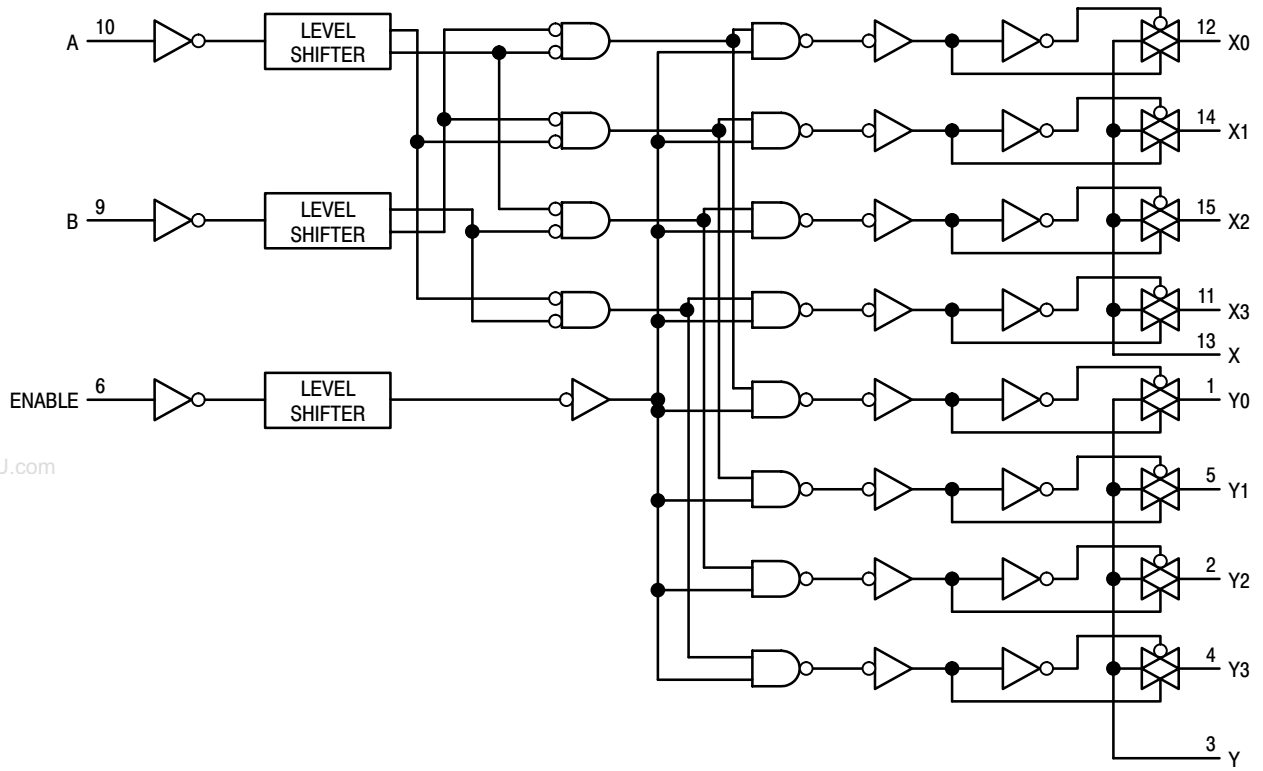 A 10 LEVEL SHIFTER 12 X0
14 X1
B 9 LEVEL SHIFTER 15 X2
11 X3
13 X
ENABLE 6 LEVEL SHIFTER 1 Y0
U.com
5 Y1
2 Y2
4 Y3
3 Y